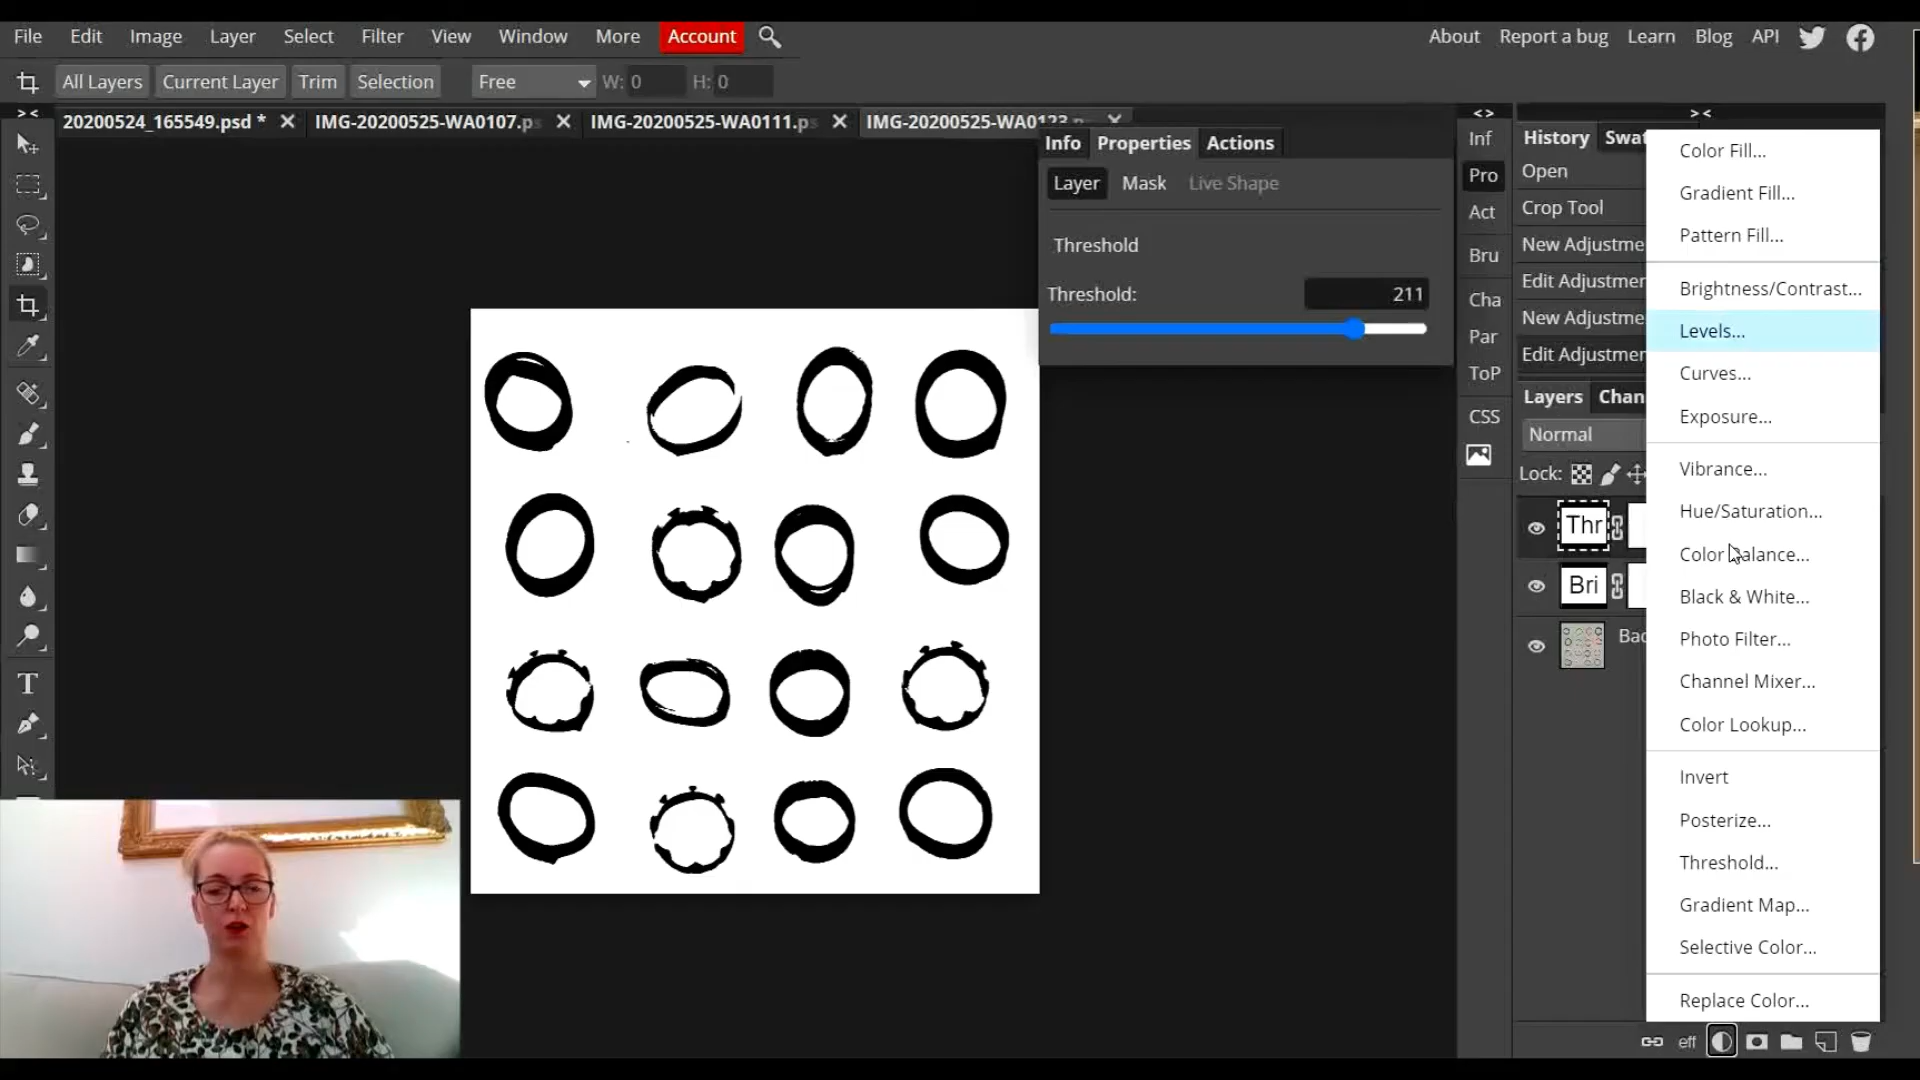 File Edit Image Layer Select Filter View Window More Account About Report a bug Learn Blog API
All Layers Current Layer Trim Selection Free W: 0 H: 0
20200524_165549.psd * IMG-20200525-WA0107.ps IMG-20200525-WA0111.ps IMG-20200525-WA0123.p
Info Properties Actions
Layer Mask Live Shape
Threshold
Threshold: 211
Inf
Pro
Act
Bru
Cha
Par
ToP
CSS
History Swat
Open
Crop Tool
New Adjustme
Edit Adjustmer
New Adjustme
Edit Adjustmer
Layers Chan
Normal
Lock:
Thr
Bri
Bac
Color Fill...
Gradient Fill...
Pattern Fill...
Brightness/Contrast...
Levels...
Curves...
Exposure...
Vibrance...
Hue/Saturation...
Color Balance...
Black & White...
Photo Filter...
Channel Mixer...
Color Lookup...
Invert
Posterize...
Threshold...
Gradient Map...
Selective Color...
Replace Color...
eff